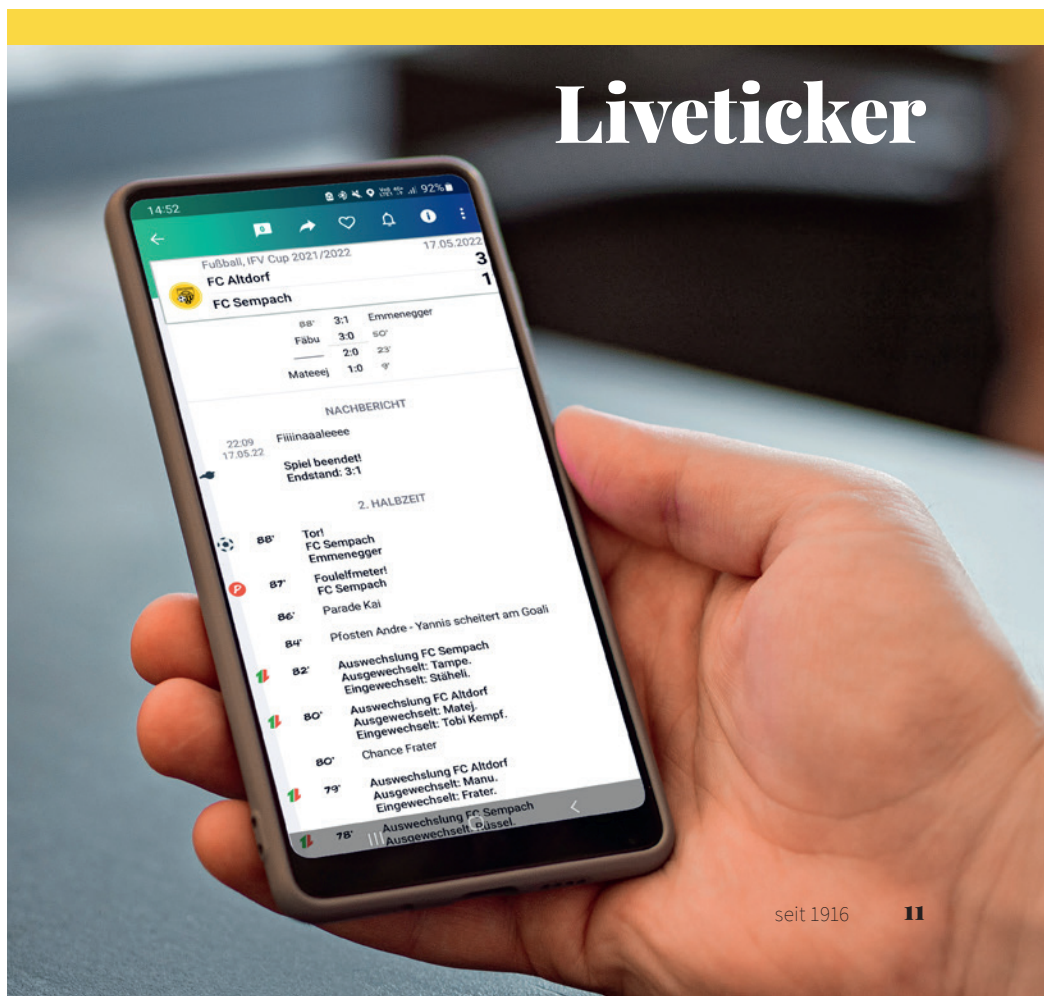 Liveticker
14:52
92%
Fußball, IFV Cup 2021/2022 17.05.2022
FC Altdorf 3
FC Sempach 1
88' 3:1 Emmenegger
Fäbu 3:0 50'
2:0 23'
Mateeej 1:0 9'
NACHBERICHT
22:09 Fiiiinaaaleeee
17.05.22
Spiel beendet!
Endstand: 3:1
2. HALBZEIT
88' Tor!
FC Sempach
Emmenegger
87' Foulelfmeter!
FC Sempach
86' Parade Kai
84' Pfosten Andre - Yannis scheitert am Goali
82' Auswechslung FC Sempach
Ausgewechselt: Tampe.
Eingewechselt: Stäheli.
80' Auswechslung FC Altdorf
Ausgewechselt: Matej.
Eingewechselt: Tobi Kempf.
80' Chance Frater
79' Auswechslung FC Altdorf
Ausgewechselt: Manu.
Eingewechselt: Frater.
78' Auswechslung FC Sempach
Ausgewechselt: Püssel.
seit 1916 11